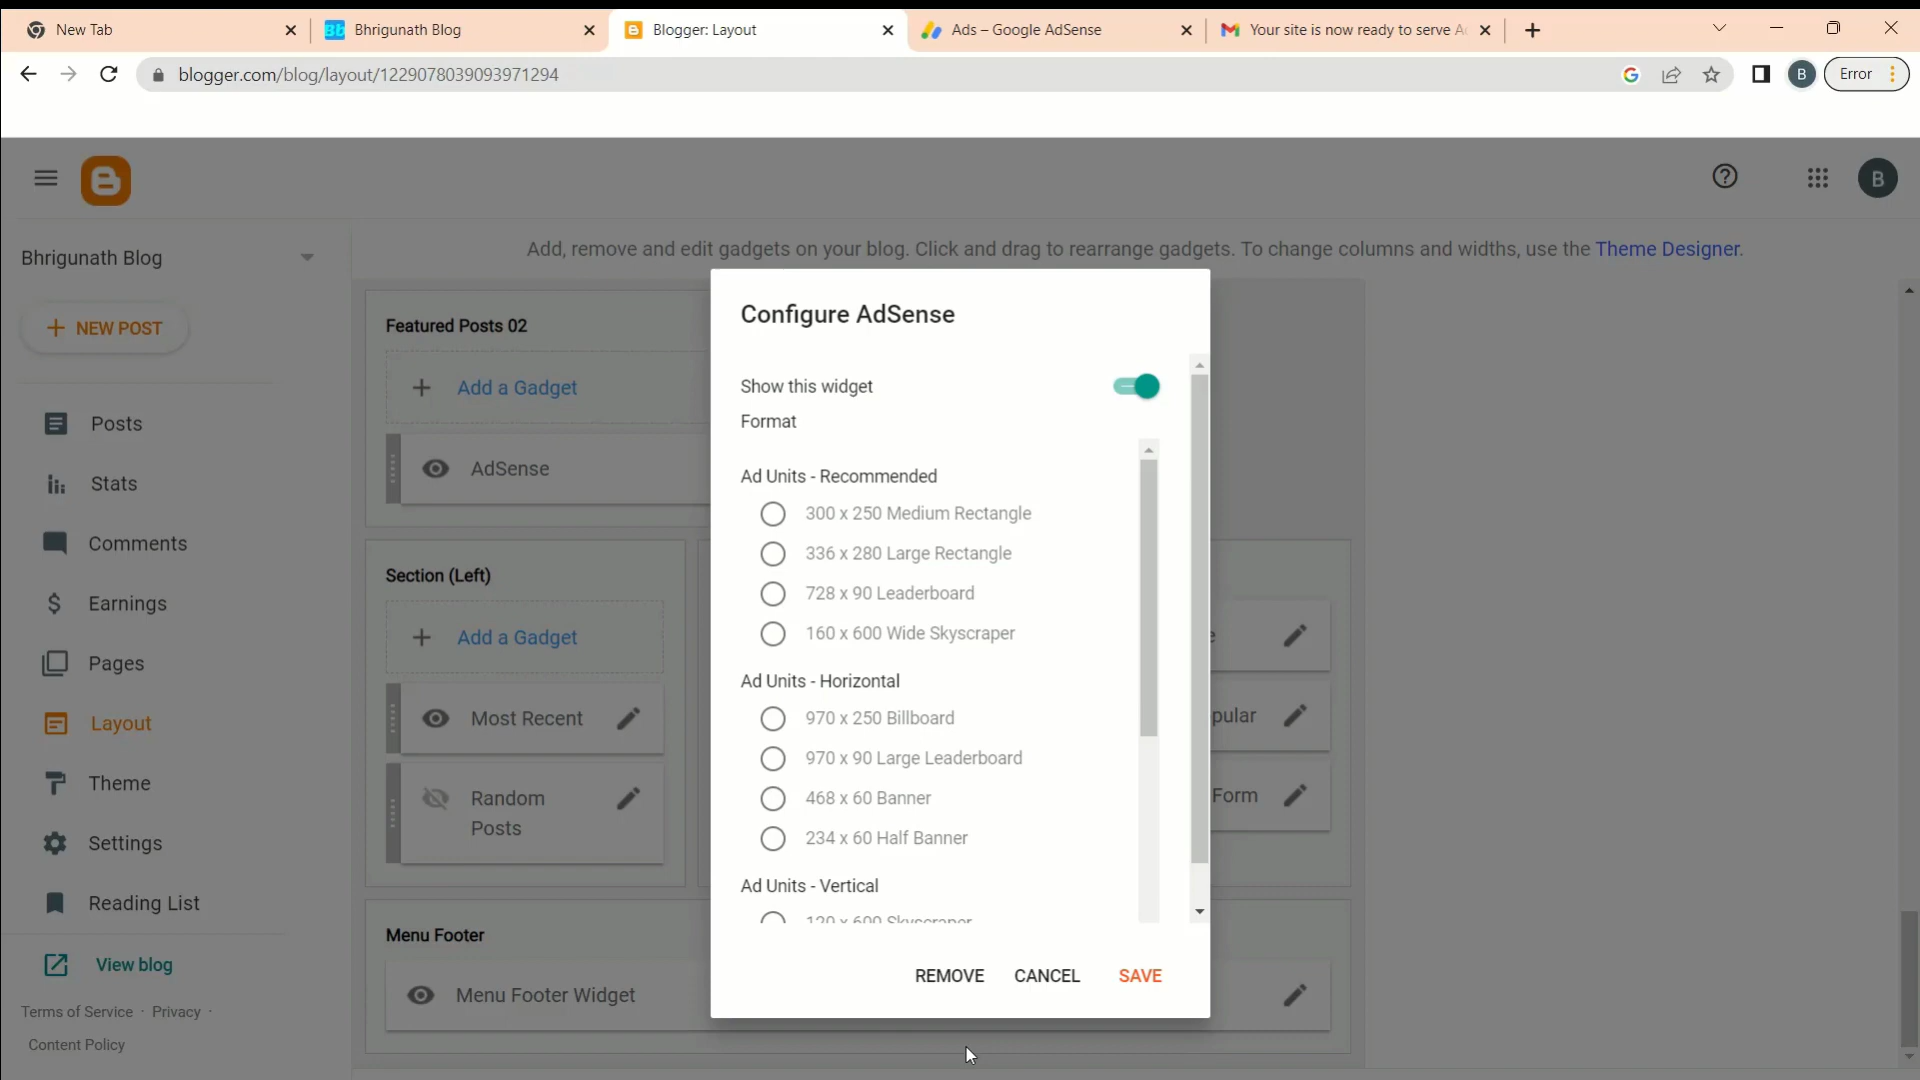 New Tab
Bhrigunath Blog
Blogger: Layout
Ads – Google AdSense
Your site is now ready to serve A
blogger.com/blog/layout/1229078039093971294
B
Error
B
Bhrigunath Blog
Add, remove and edit gadgets on your blog. Click and drag to rearrange gadgets. To change columns and widths, use the Theme Designer.
NEW POST
Posts
Stats
Comments
Earnings
Pages
Layout
Theme
Settings
Reading List
View blog
Terms of Service · Privacy ·
Content Policy
Featured Posts 02
Add a Gadget
AdSense
Section (Left)
Add a Gadget
Most Recent
Random
Posts
Menu Footer
Menu Footer Widget
Configure AdSense
Show this widget
Format
Ad Units - Recommended
300 x 250 Medium Rectangle
336 x 280 Large Rectangle
728 x 90 Leaderboard
160 x 600 Wide Skyscraper
Ad Units - Horizontal
970 x 250 Billboard
970 x 90 Large Leaderboard
468 x 60 Banner
234 x 60 Half Banner
Ad Units - Vertical
120 x 600 Skyscraper
REMOVE CANCEL SAVE
e
pular
Form